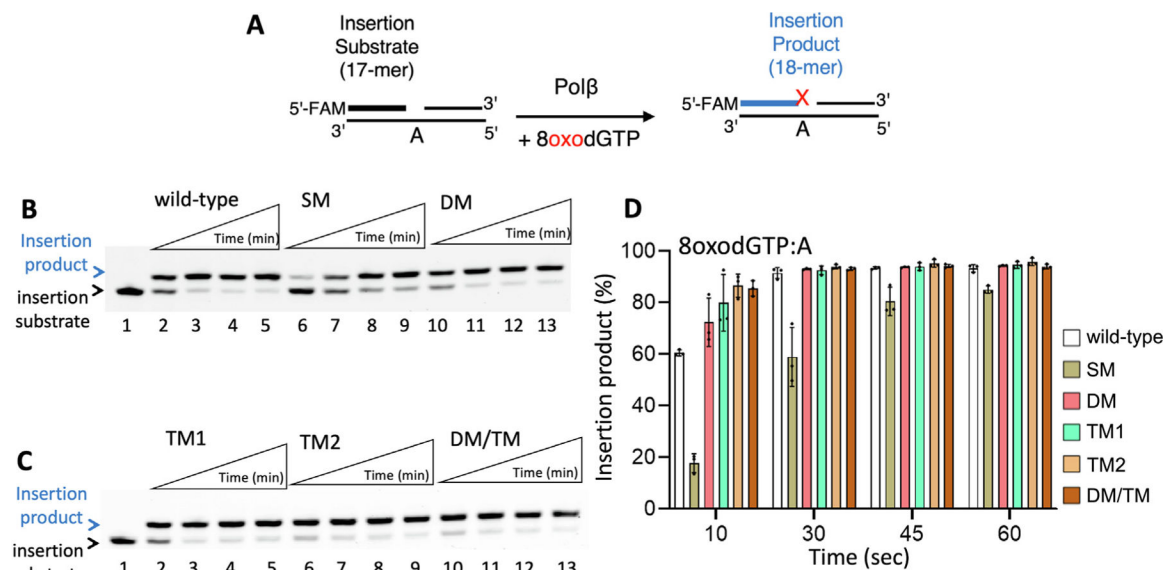 A
Insertion
Substrate
(17-mer)
Insertion
Product
(18-mer)
Polβ
+ 8oxodGTP
5'-FAM 3'
3' A 5'
5'-FAM X 3'
3' A 5'
B
wild-type SM DM
Time (min) Time (min) Time (min)
Insertion
product
insertion
substrate
1 2 3 4 5 6 7 8 9 10 11 12 13
C
TM1 TM2 DM/TM
Time (min) Time (min) Time (min)
Insertion
product
insertion
1 2 3 4 5 6 7 8 9 10 11 12 13
D
8oxodGTP:A
Insertion product (%)
100
80
60
40
20
0
10 30 45 60
Time (sec)
wild-type
SM
DM
TM1
TM2
DM/TM